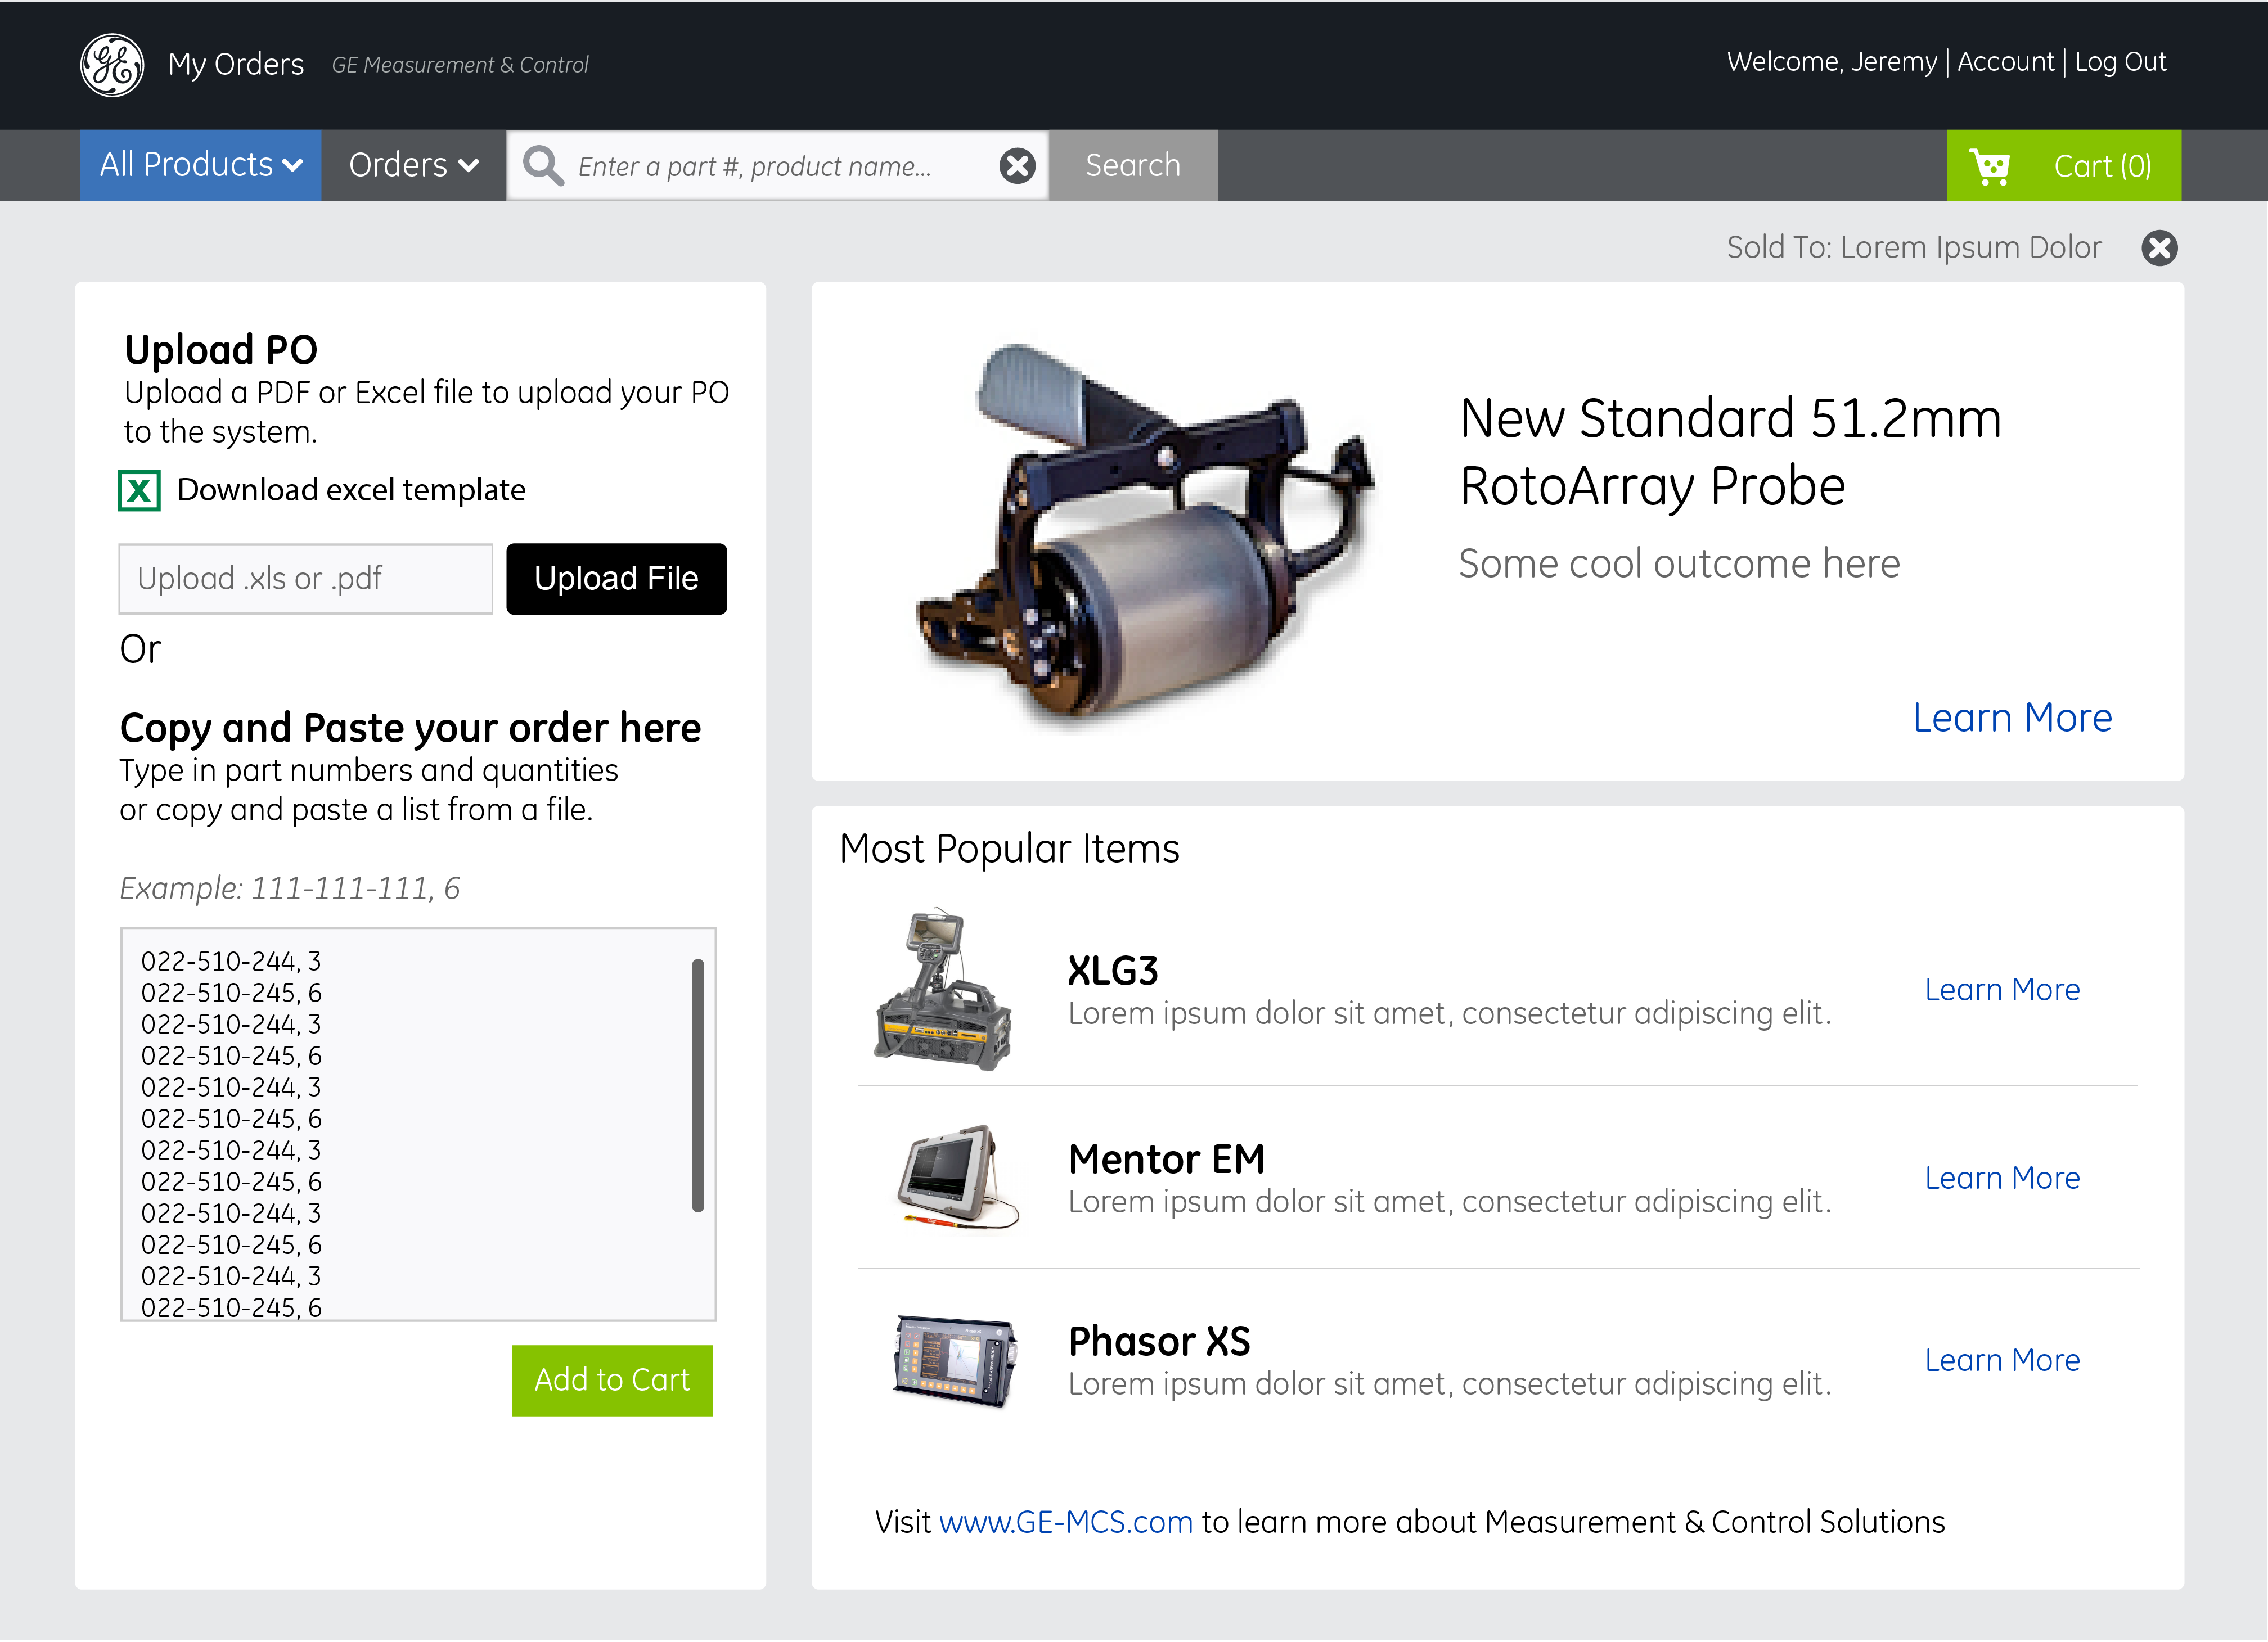 GE
My Orders GE Measurement & Control
Welcome, Jeremy | Account | Log Out
All Products
Orders
Enter a part #, product name...
Search
Cart (0)
Sold To: Lorem Ipsum Dolor
Upload PO
Upload a PDF or Excel file to upload your PO
to the system.
X Download excel template
Upload .xls or .pdf
Upload File
Or
Copy and Paste your order here
Type in part numbers and quantities
or copy and paste a list from a file.
Example: 111-111-111, 6
022-510-244, 3
022-510-245, 6
022-510-244, 3
022-510-245, 6
022-510-244, 3
022-510-245, 6
022-510-244, 3
022-510-245, 6
022-510-244, 3
022-510-245, 6
022-510-244, 3
022-510-245, 6
Add to Cart
New Standard 51.2mm
RotoArray Probe
Some cool outcome here
Learn More
Most Popular Items
XLG3
Lorem ipsum dolor sit amet, consectetur adipiscing elit.
Learn More
Mentor EM
Lorem ipsum dolor sit amet, consectetur adipiscing elit.
Learn More
Phasor XS
Lorem ipsum dolor sit amet, consectetur adipiscing elit.
Learn More
Visit www.GE-MCS.com to learn more about Measurement & Control Solutions